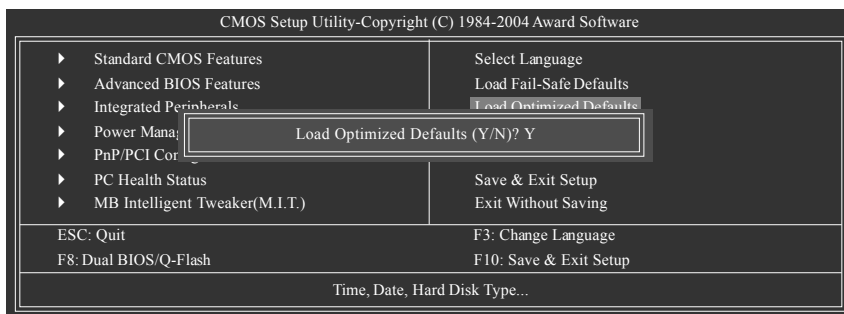 CMOS Setup Utility-Copyright (C) 1984-2004 Award Software
Standard CMOS Features
Advanced BIOS Features
Integrated Peripherals
Power
PnP/PCI
PC Health Status
MB Intelligent Tweaker(M.I.T.)
Select Language
Load Fail-Safe Defaults
Load Optimized Defaults
Save & Exit Setup
Exit Without Saving
Load Optimized Defaults (Y/N)? Y
ESC: Quit
F3: Change Language
F8: Dual BIOS/Q-Flash
F10: Save & Exit Setup
Time, Date, Hard Disk Type...